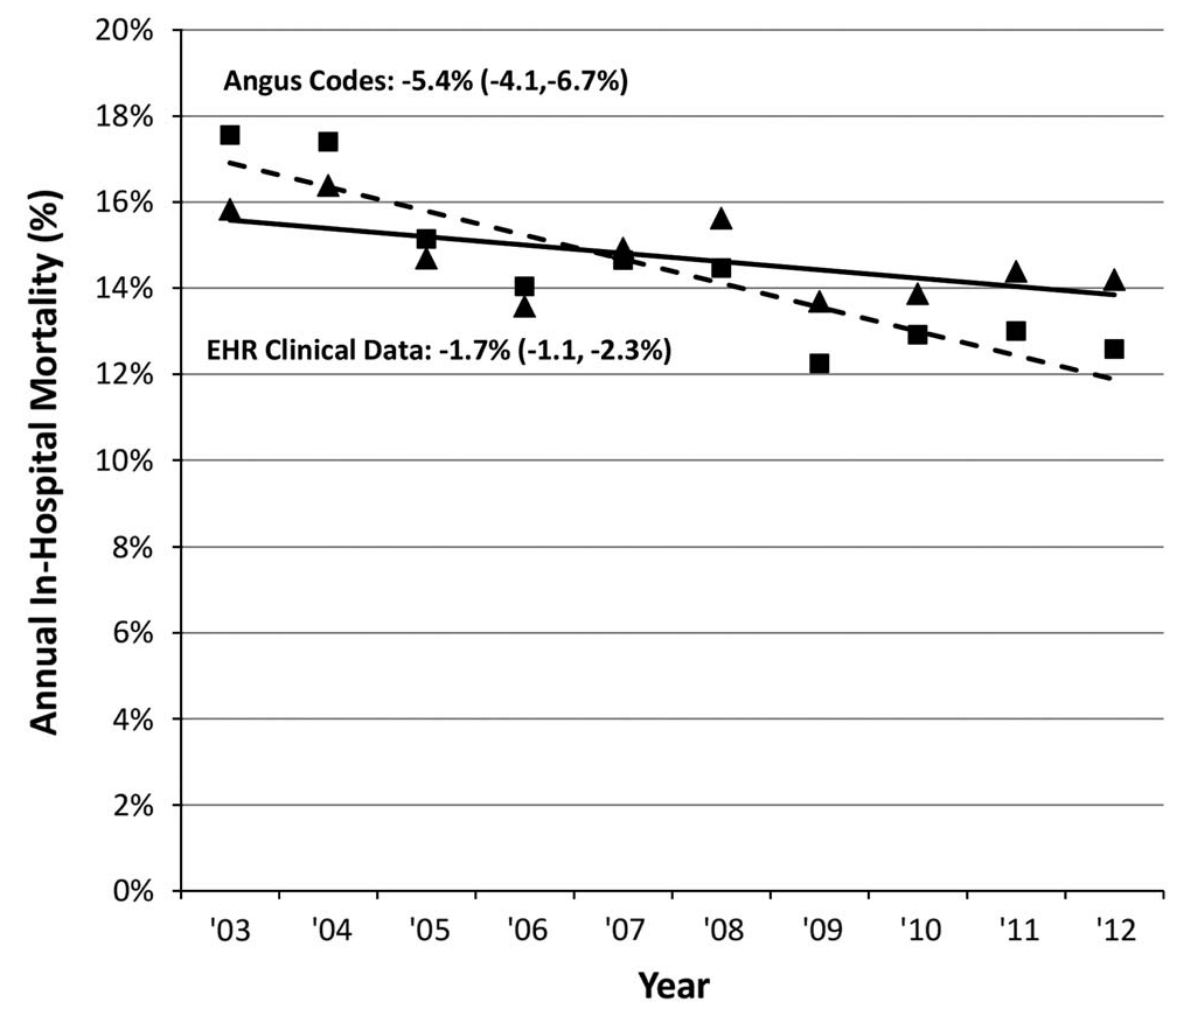 20%
Angus Codes: -5.4% (-4.1,-6.7%)
18%
16%
14%
EHR Clinical Data: -1.7% (-1.1, -2.3%)
12%
10%
8%
6%
4%
2%
0%
Annual In-Hospital Mortality (%)
'03 '04 '05 '06 '07 '08 '09 '10 '11 '12
Year